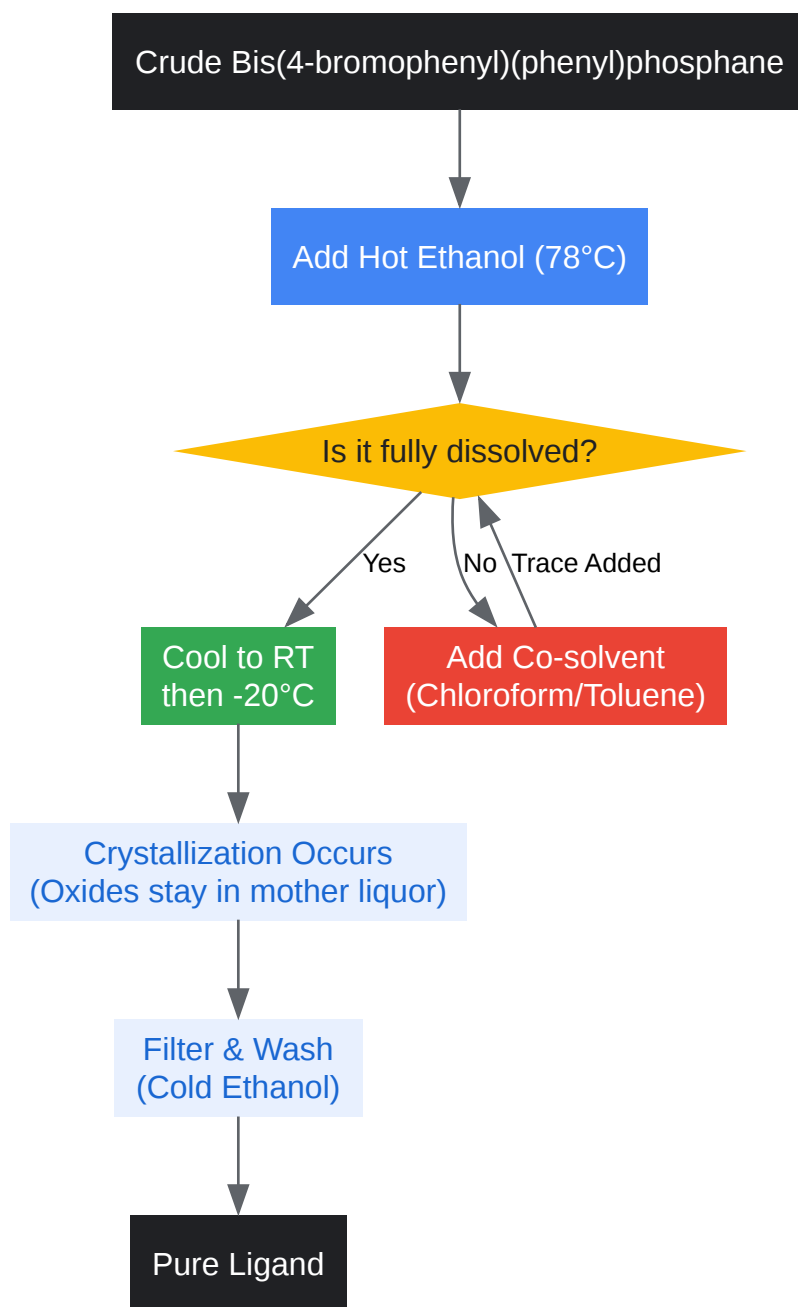 Crude Bis(4-bromophenyl)(phenyl)phosphane
Add Hot Ethanol (78°C)
Is it fully dissolved?
Yes
No
Trace Added
Cool to RT
then -20°C
Add Co-solvent
(Chloroform/Toluene)
Crystallization Occurs
(Oxides stay in mother liquor)
Filter & Wash
(Cold Ethanol)
Pure Ligand